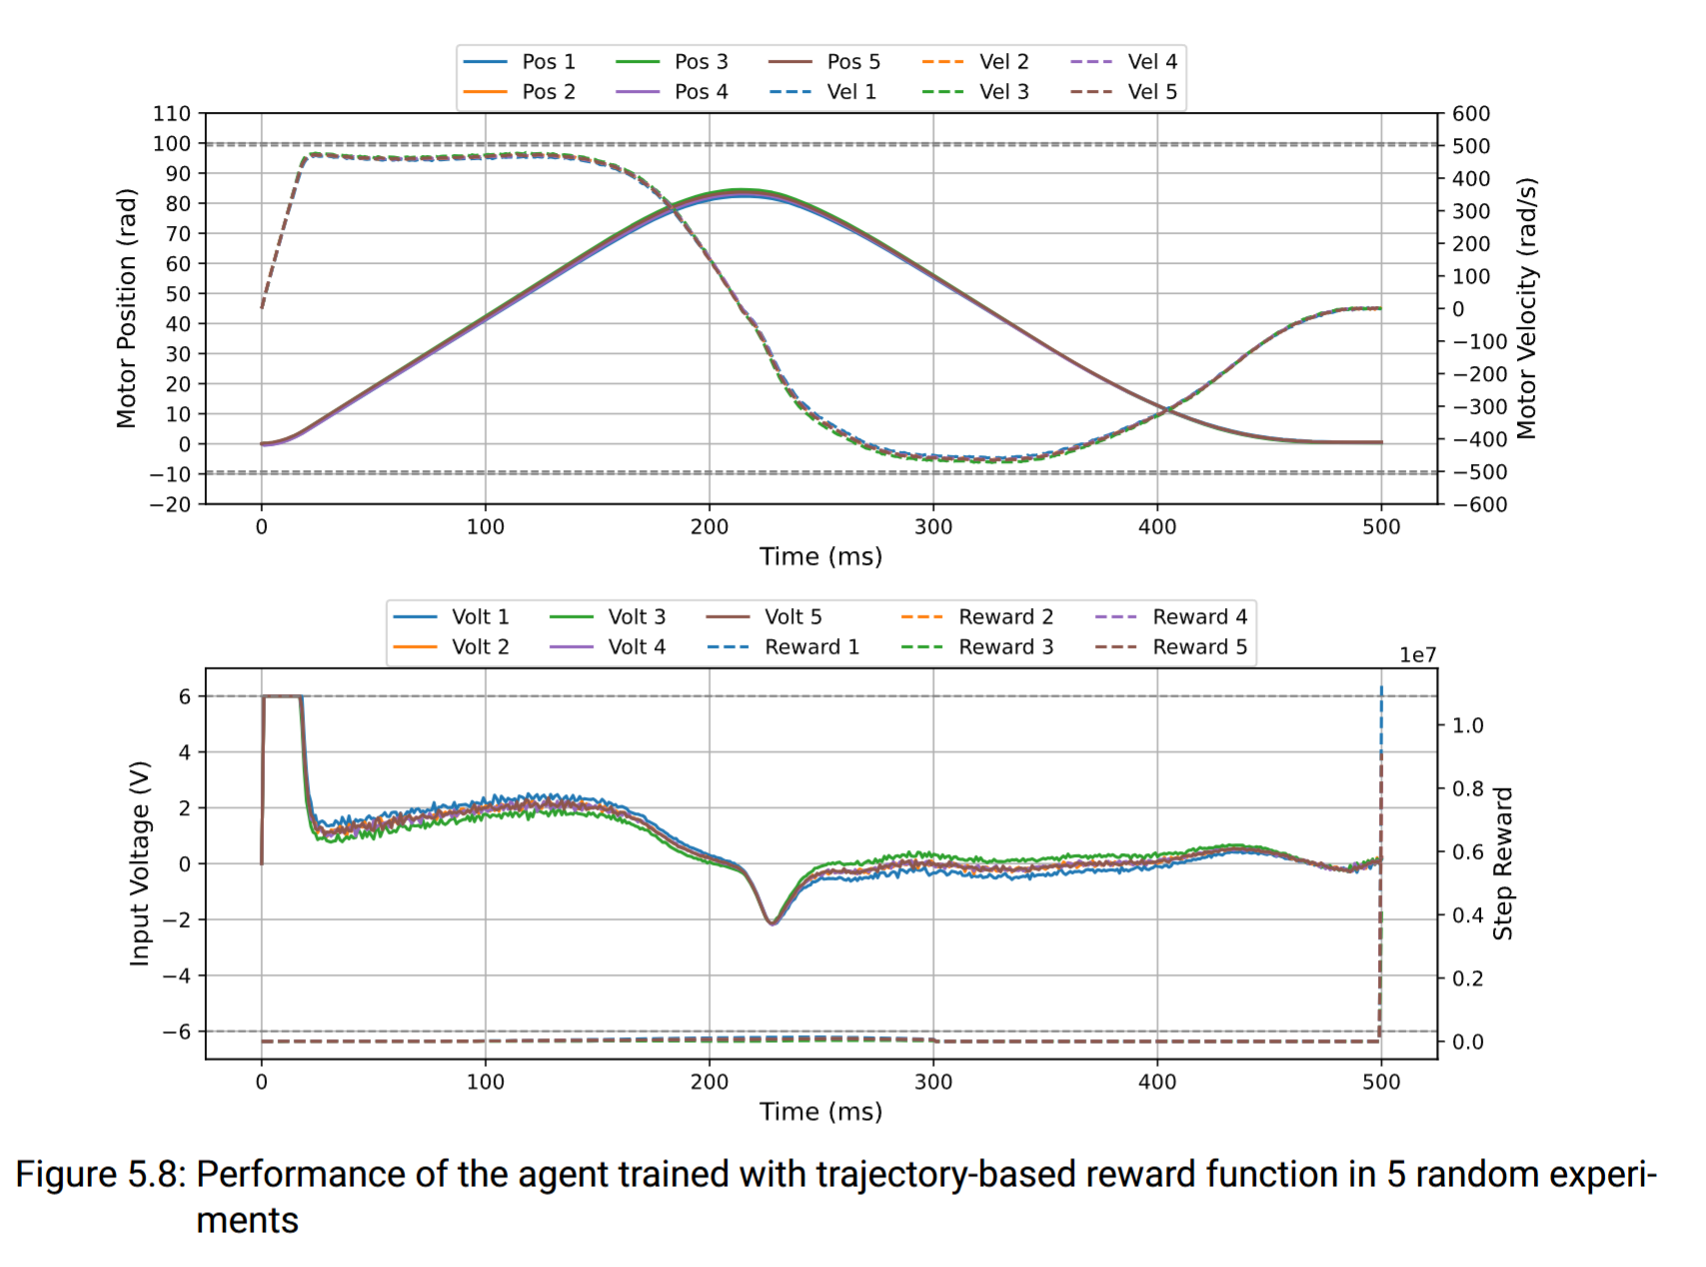 Pos 1 Pos 3 Pos 5 Vel 2 Vel 4
Pos 2 Pos 4 Vel 1 Vel 3 Vel 5
110 600
100 500
90 400
80 300
70 200
60 100
50 0
40 −100
30 −200
20 −300
10 −400
0 −500
−10 −600
−20
Motor Position (rad)
Motor Velocity (rad/s)
0 100 200 300 400 500
Time (ms)
Volt 1 Volt 3 Volt 5 Reward 2 Reward 4
Volt 2 Volt 4 Reward 1 Reward 3 Reward 5
1e7
6 1.0
4 0.8
2 0.6
0 0.4
−2 0.2
−4 0.0
−6
Input Voltage (V)
Step Reward
0 100 200 300 400 500
Time (ms)
Figure 5.8: Performance of the agent trained with trajectory-based reward function in 5 random experi-
ments